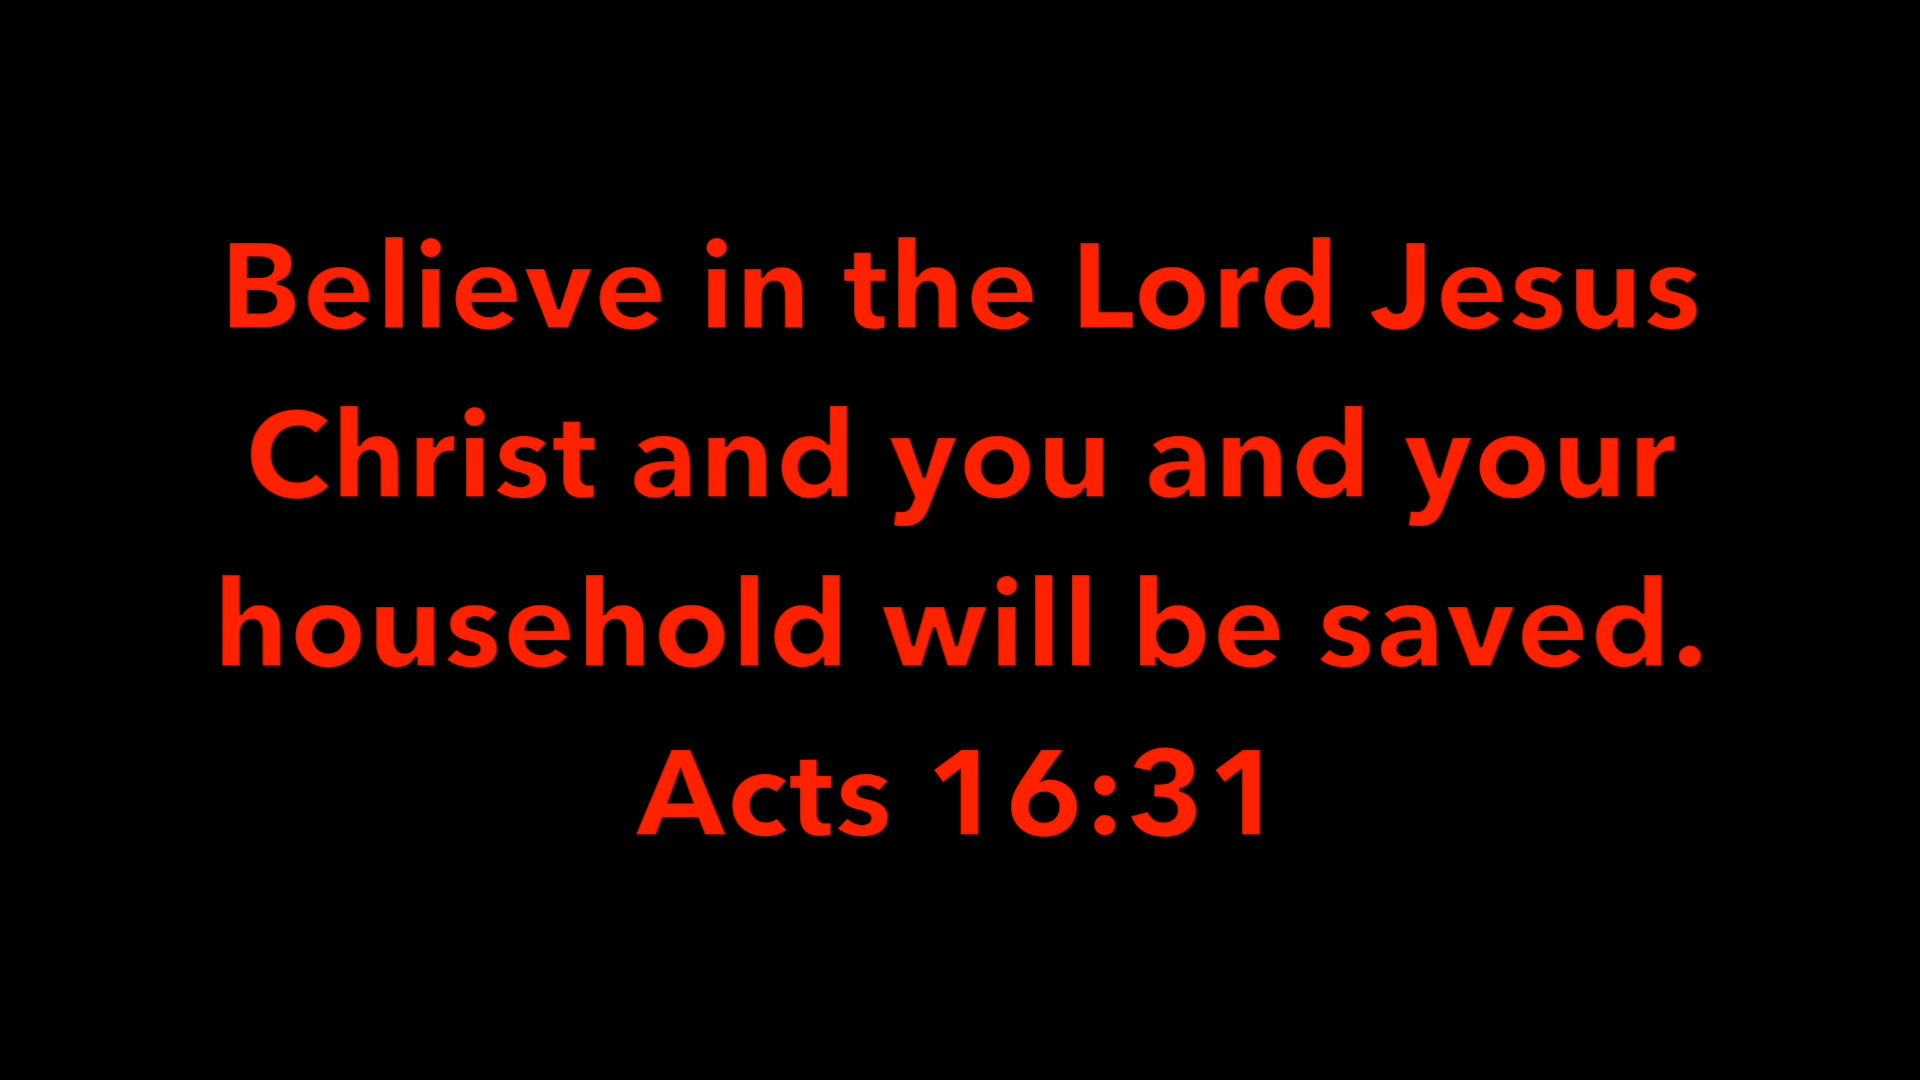 Believe in the Lord Jesus
Christ and you and your
household will be saved.
Acts 16:31